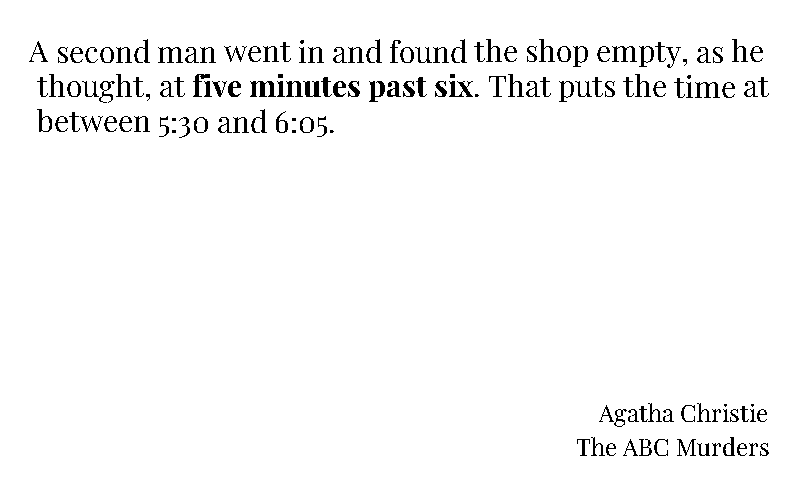 A second man went in and found the shop empty, as he
thought, at five minutes past six. That puts the time at
between 5:30 and 6:05.
Agatha Christie
The ABC Murders